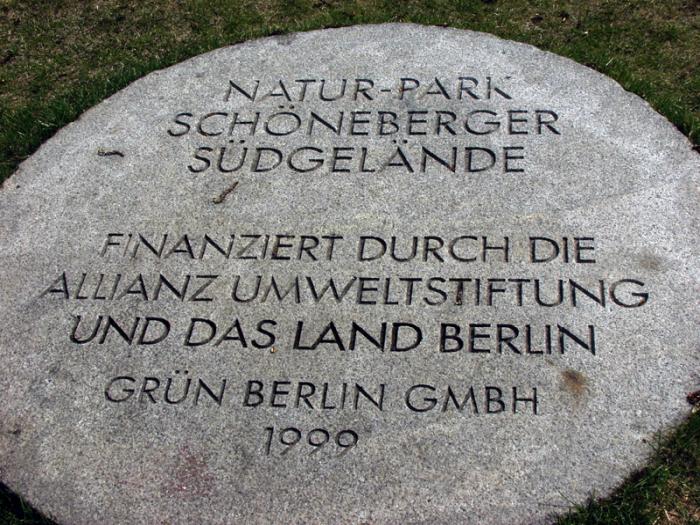 NATUR-PARK
SCHÖNEBERGER
SÜDGELÄNDE
FINANZIERT DURCH DIE
ALLIANZ UMWELTSTIFTUNG
UND DAS LAND BERLIN
GRÜN BERLIN GMBH
1999